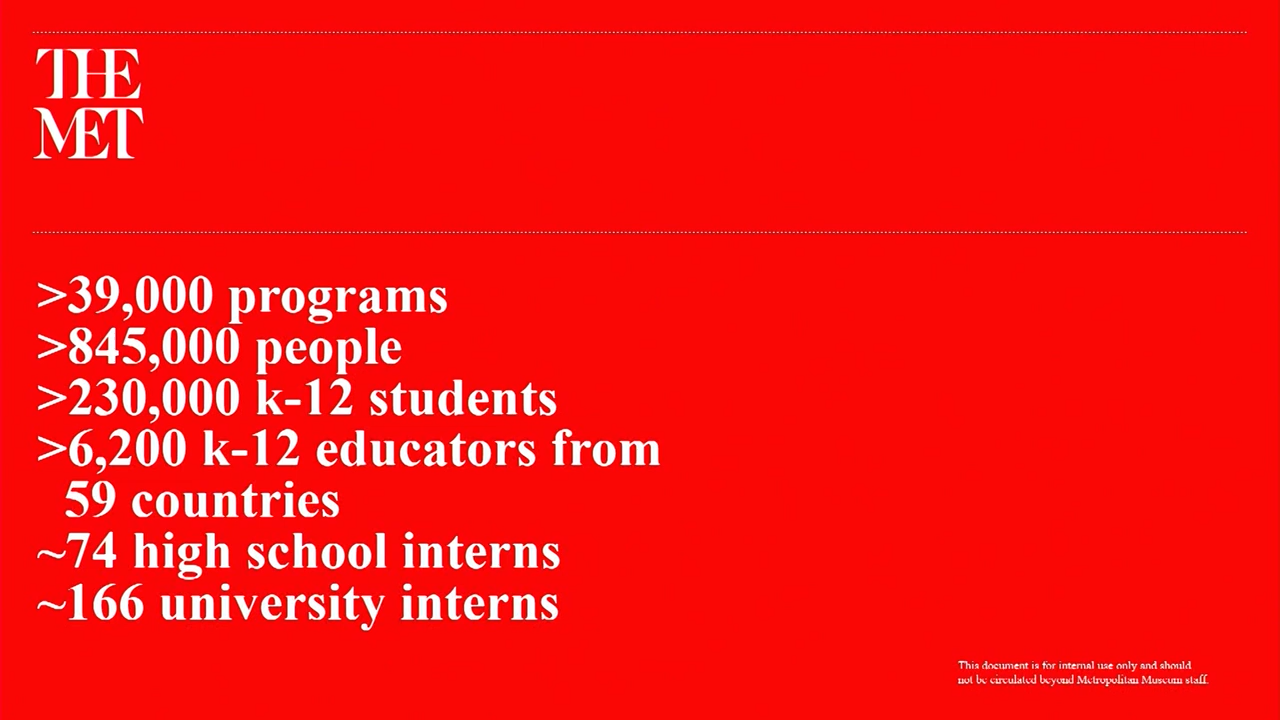 THE
MET
>39,000 programs
>845,000 people
>230,000 k-12 students
>6,200 k-12 educators from
59 countries
~74 high school interns
~166 university interns
This document is for internal use only and should
not be circulated beyond Metropolitan Museum staff.